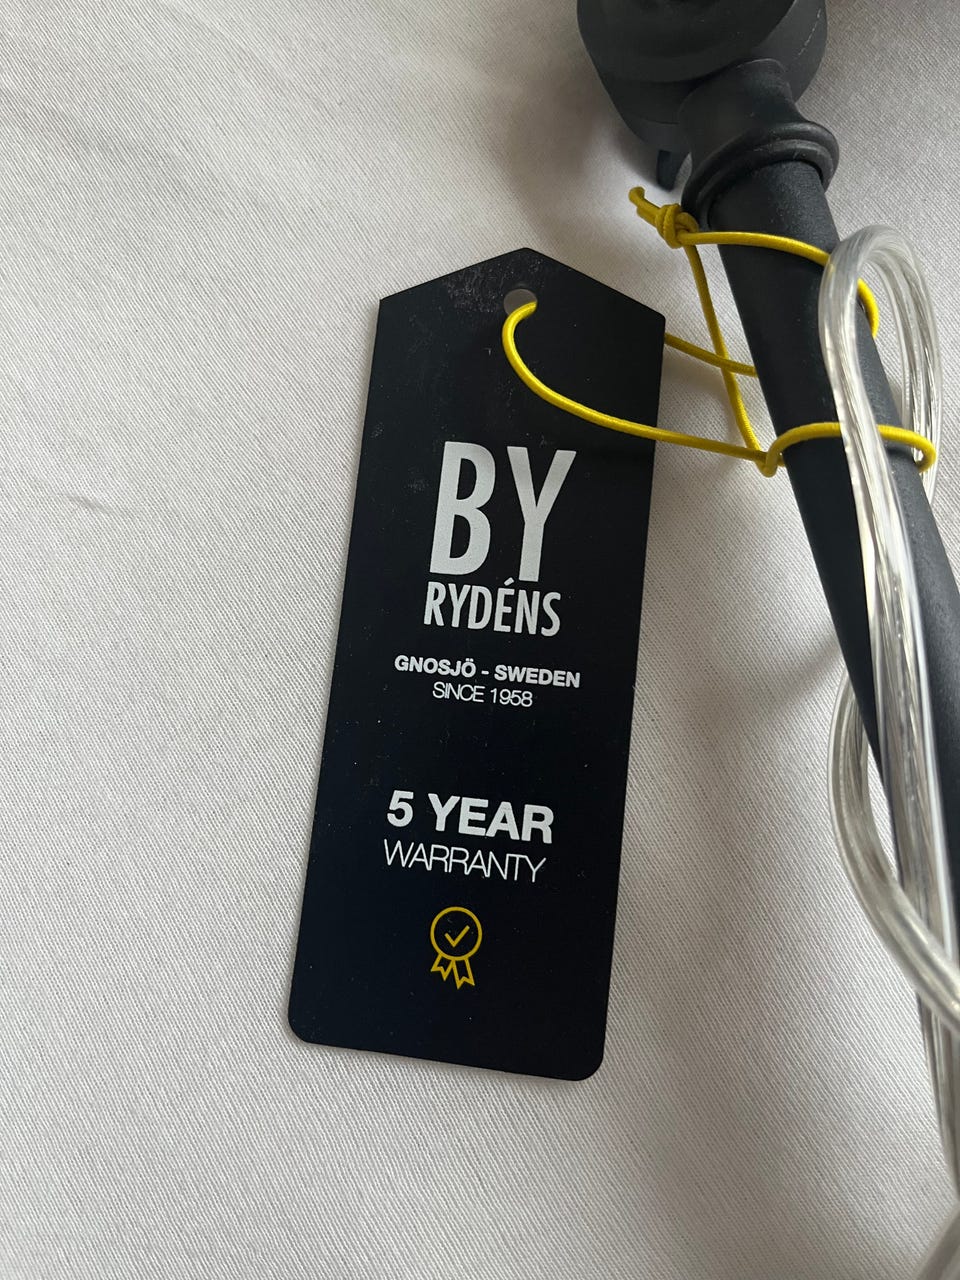 BY
RYDÉNS
GNOSJÖ - SWEDEN
SINCE 1958
5 YEAR
WARRANTY